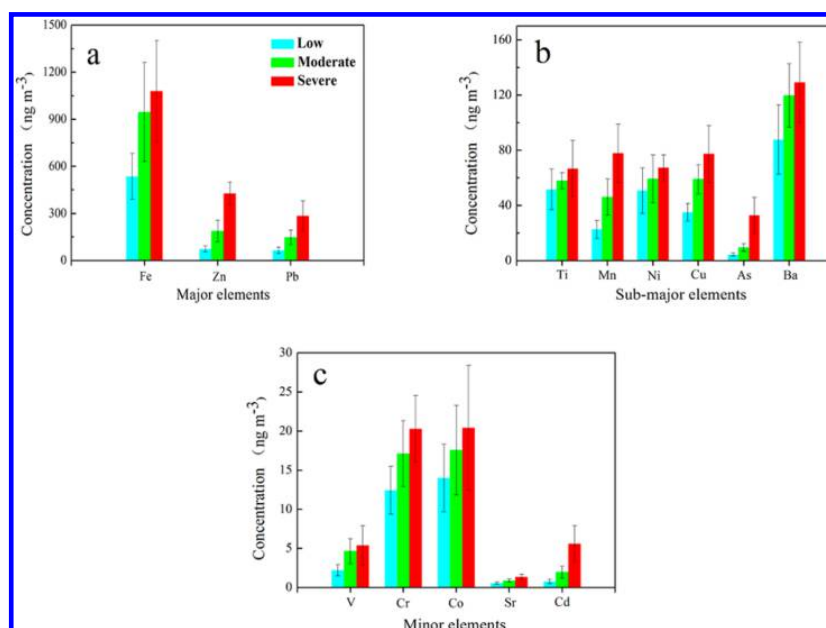 a
Low
Moderate
Severe
Concentration （ng m-3）
1500
1200
900
600
300
0
Fe Zn Pb
Major elements
b
Concentration （ng m-3）
160
120
80
40
0
Ti Mn Ni Cu As Ba
Sub-major elements
c
Concentration （ng m-3）
30
25
20
15
10
5
0
V Cr Co Sr Cd
Minor elements